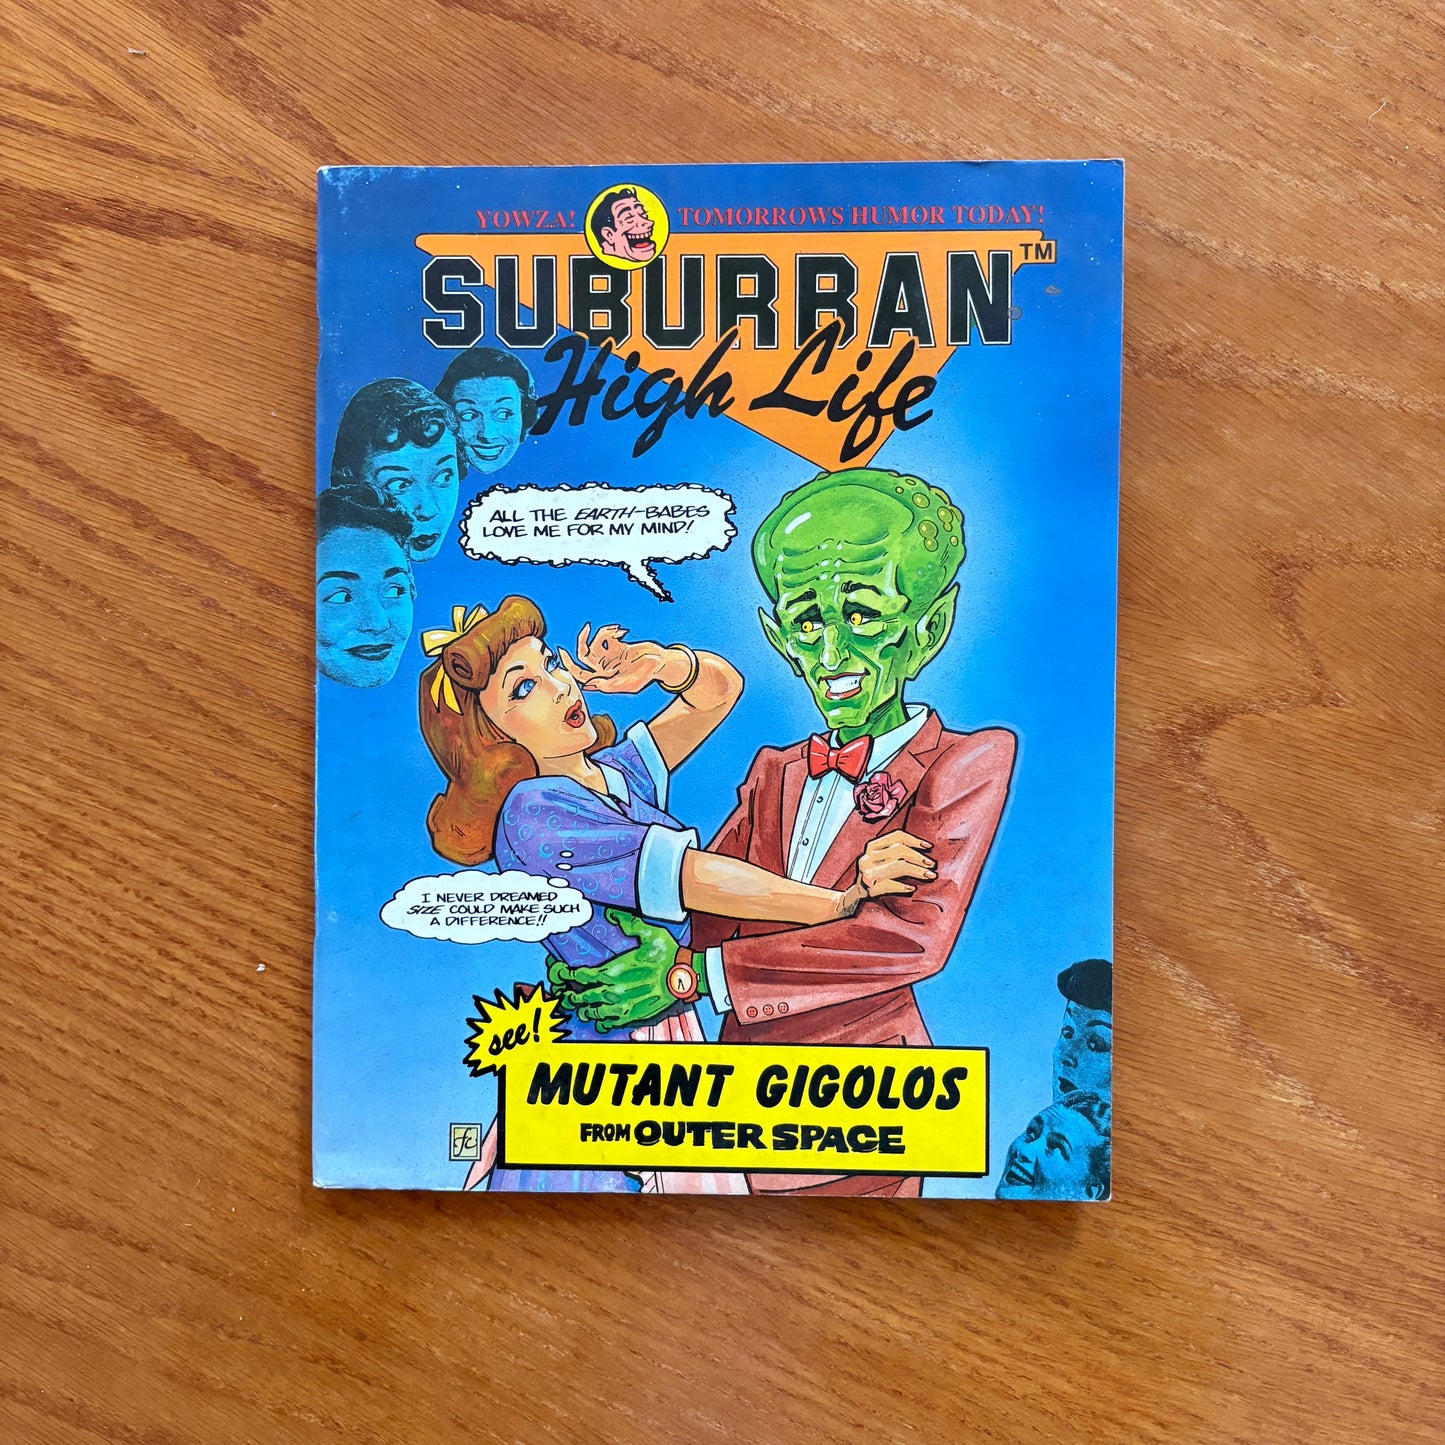 YOWZA! TOMORROWS HUMOR TODAY!
SUBURBAN™
High Life
ALL THE EARTH-BABES
LOVE ME FOR MY MIND!
I NEVER DREAMED
SIZE COULD MAKE SUCH
A DIFFERENCE!!
see!
MUTANT GIGOLOS
FROM OUTER SPACE
fc